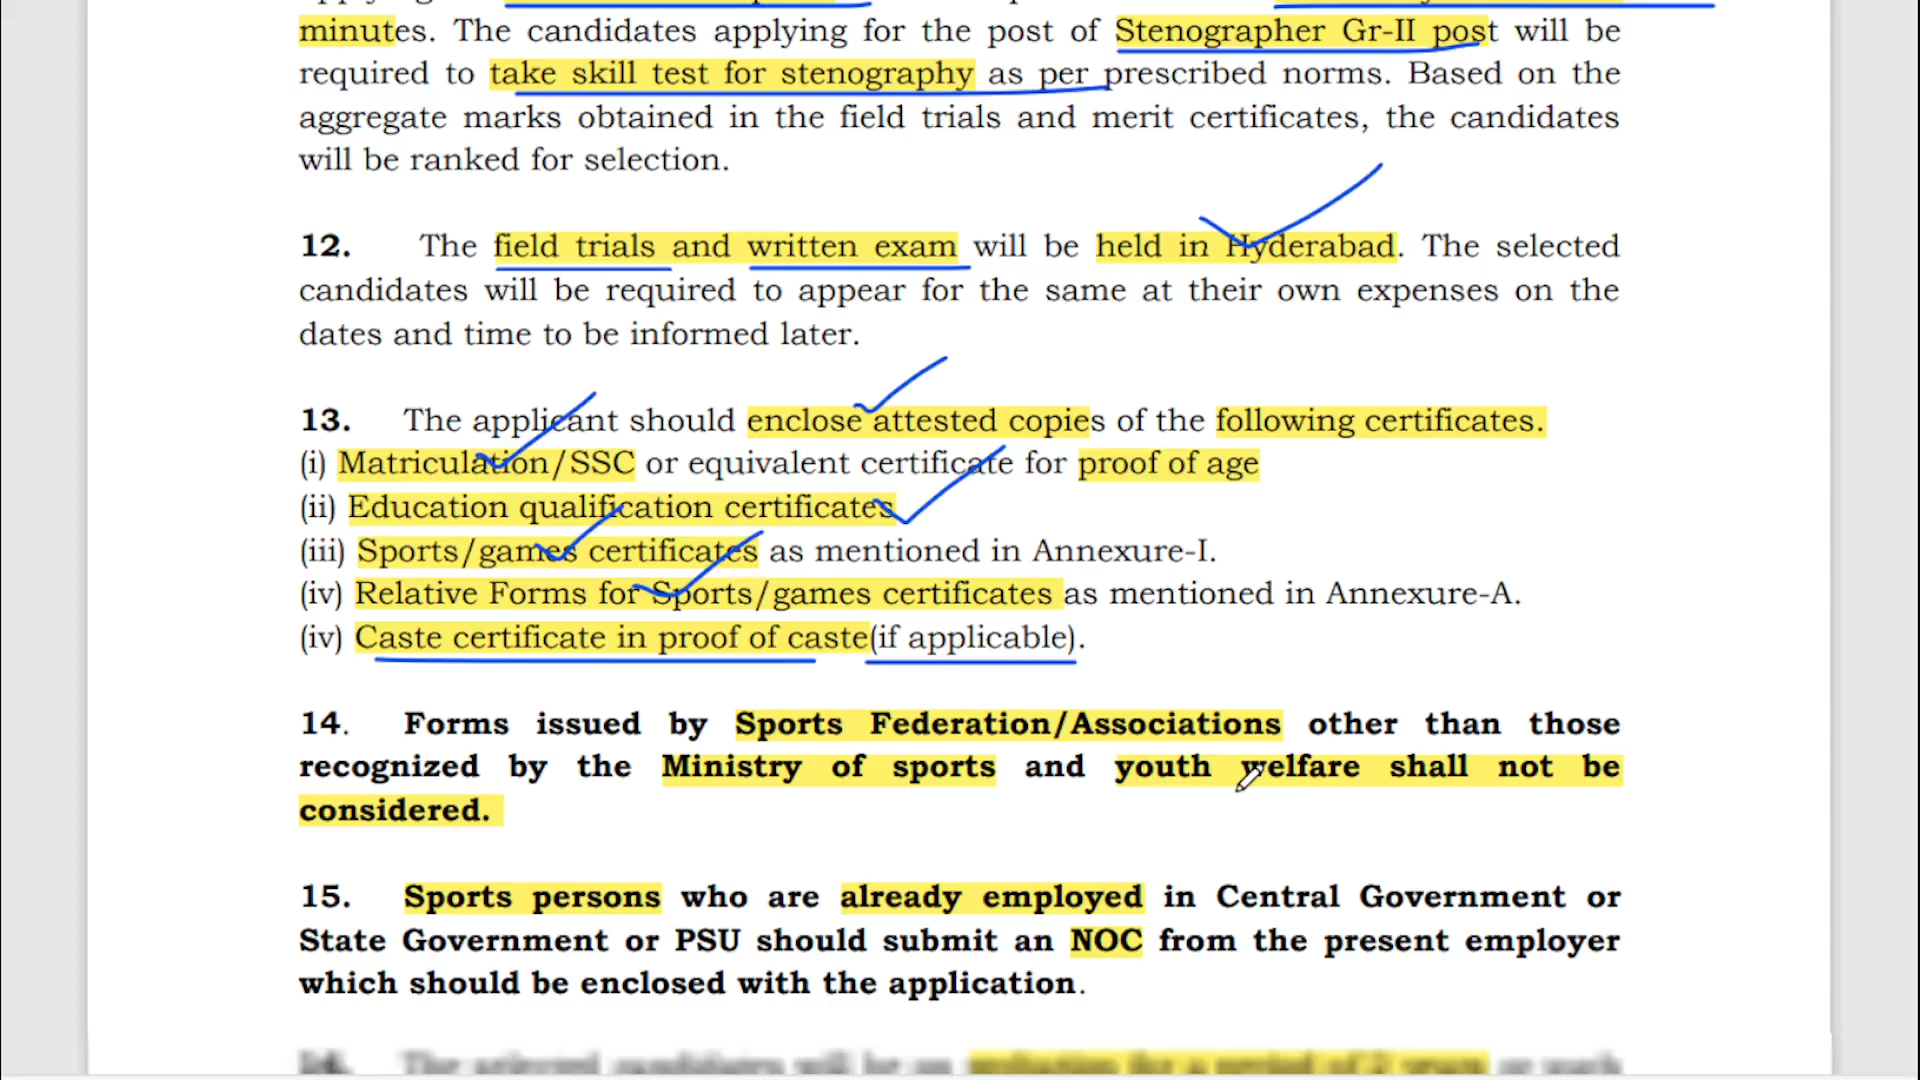 minutes. The candidates applying for the post of Stenographer Gr-II post will be
required to take skill test for stenography as per prescribed norms. Based on the
aggregate marks obtained in the field trials and merit certificates, the candidates
will be ranked for selection.
12. The field trials and written exam will be held in Hyderabad. The selected
candidates will be required to appear for the same at their own expenses on the
dates and time to be informed later.
13. The applicant should enclose attested copies of the following certificates.
(i) Matriculation/SSC or equivalent certificate for proof of age
(ii) Education qualification certificates
(iii) Sports/games certificates as mentioned in Annexure-I.
(iv) Relative Forms for Sports/games certificates as mentioned in Annexure-A.
(iv) Caste certificate in proof of caste(if applicable).
14. Forms issued by Sports Federation/Associations other than those
recognized by the Ministry of sports and youth welfare shall not be
considered.
15. Sports persons who are already employed in Central Government or
State Government or PSU should submit an NOC from the present employer
which should be enclosed with the application.